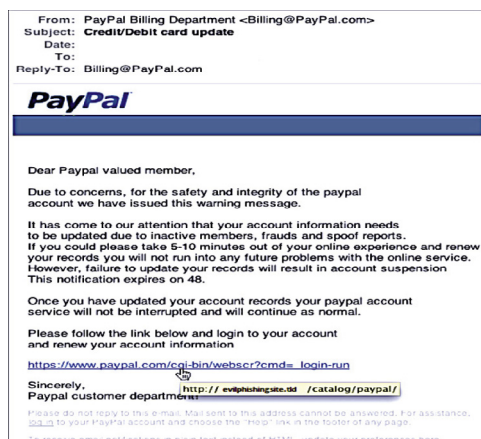 From: PayPal Billing Department <Billing@PayPal.com>
Subject: Credit/Debit card update
Date:
To:
Reply-To: Billing@PayPal.com
PayPal
Dear Paypal valued member,
Due to concerns, for the safety and integrity of the paypal
account we have issued this warning message.
It has come to our attention that your account information needs
to be updated due to inactive members, frauds and spoof reports.
If you could please take 5-10 minutes out of your online experience and renew
your records you will not run into any future problems with the online service.
However, failure to update your records will result in account suspension
This notification expires on 48.
Once you have updated your account records your paypal account
service will not be interrupted and will continue as normal.
Please follow the link below and login to your account
and renew your account information
https://www.paypal.com/cgi-bin/webscr?cmd=_login-run
Sincerely,
http:// evilphishingsite.tld /catalog/paypal/
Paypal customer department!
Please do not reply to this e-mail. Mail sent to this address cannot be answered. For assistance,
log in to your PayPal account and choose the "Help" link in the footer of any page.